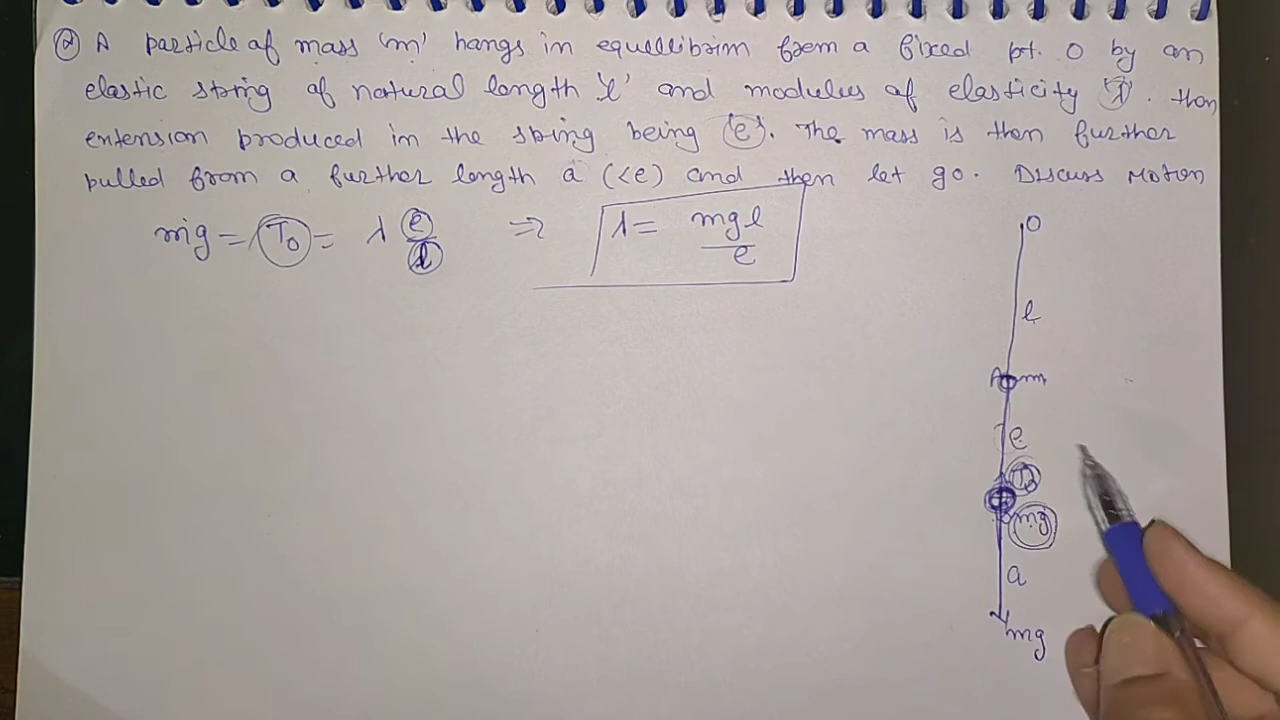 ② A particle of mass 'm' hangs in equillibrim from a fixed pt. O by an
elastic string of natural length 'l' and modulus of elasticity 'λ'. then
extension produced in the string being 'e'. The mass is then further
pulled from a further length a (<e) and then let go. Discuss Motion
mg = T₀ = λ e/l ⇒ λ = mgl/e
O
l
A m
e
mg
a
mg